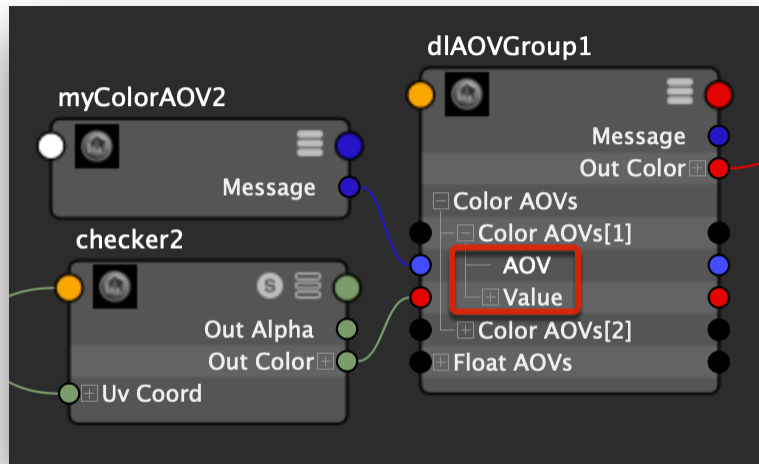 dlAOVGroup1
myColorAOV2
Message
Message
Out Color
Color AOVs
Color AOVs[1]
AOV
Value
Color AOVs[2]
Float AOVs
checker2
S
Out Alpha
Out Color
Uv Coord